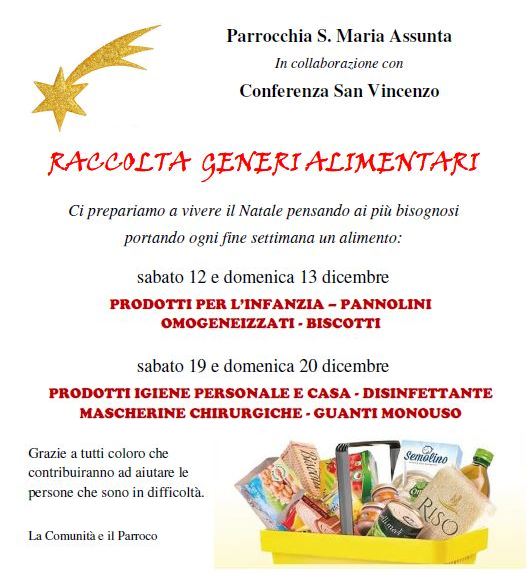 Parrocchia S. Maria Assunta
In collaborazione con
Conferenza San Vincenzo
RACCOLTA GENERI ALIMENTARI
Ci prepariamo a vivere il Natale pensando ai più bisognosi
portando ogni fine settimana un alimento:
sabato 12 e domenica 13 dicembre
PRODOTTI PER L'INFANZIA – PANNOLINI
OMOGENEIZZATI - BISCOTTI
sabato 19 e domenica 20 dicembre
PRODOTTI IGIENE PERSONALE E CASA - DISINFETTANTE
MASCHERINE CHIRURGICHE - GUANTI MONOUSO
Grazie a tutti coloro che
contribuiranno ad aiutare le
persone che sono in difficoltà.
La Comunità e il Parroco
Semolino
RISO